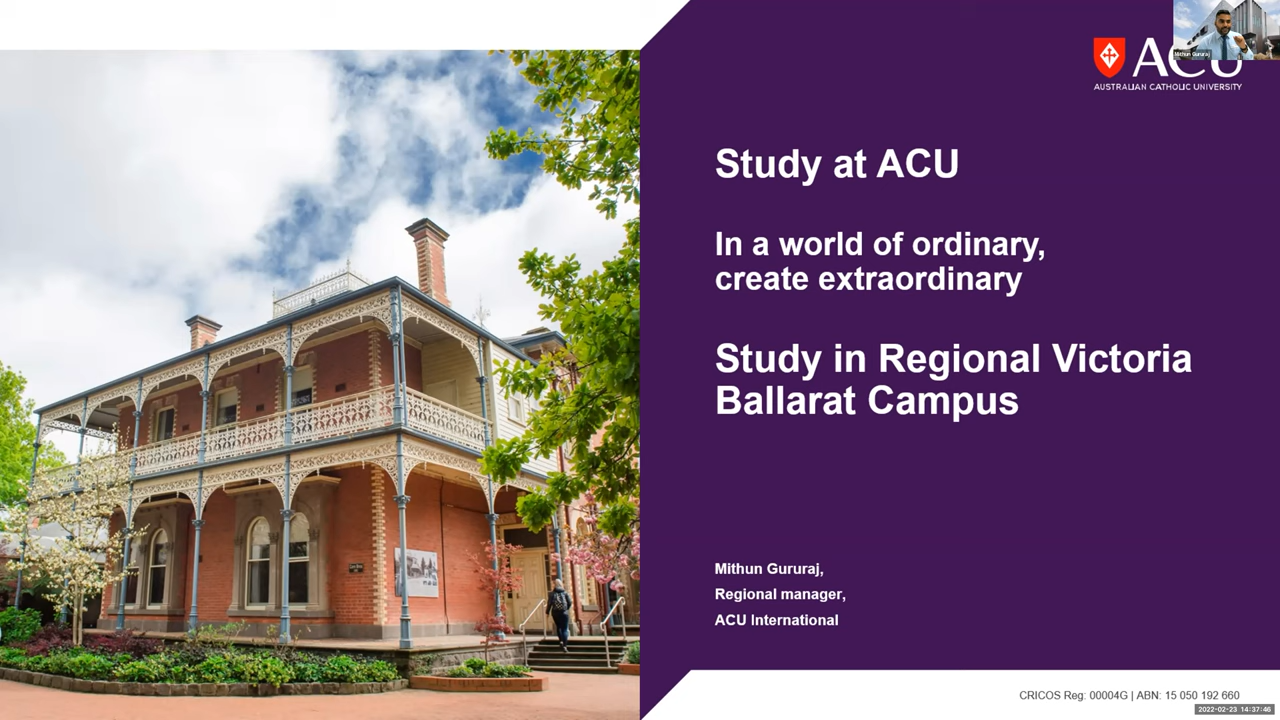 Mithun Gururaj
ACU
AUSTRALIAN CATHOLIC UNIVERSITY
Study at ACU
In a world of ordinary,
create extraordinary
Study in Regional Victoria
Ballarat Campus
Mithun Gururaj,
Regional manager,
ACU International
CRICOS Reg: 00004G | ABN: 15 050 192 660
2022-02-23 14:37:46